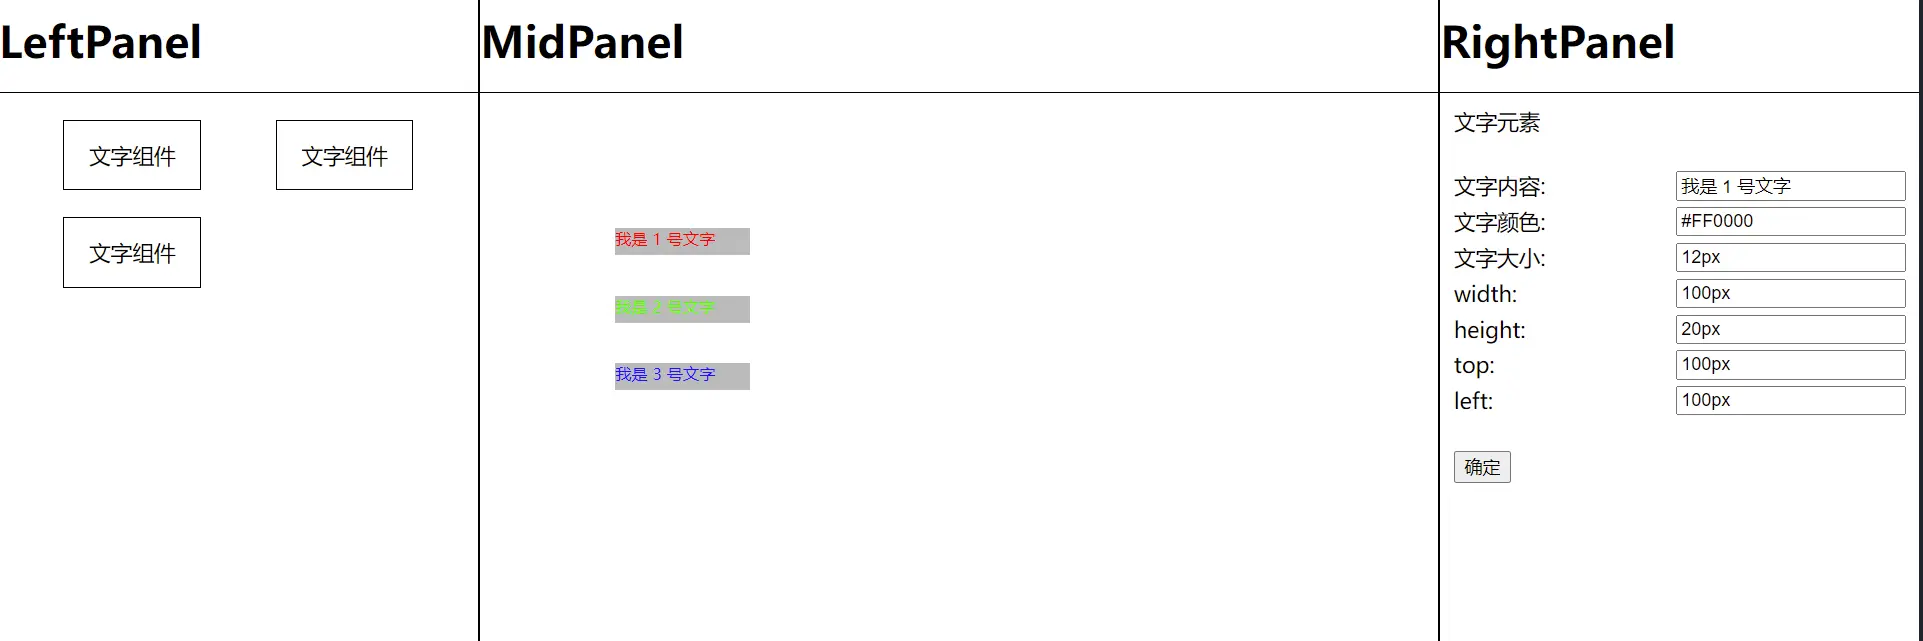 LeftPanel
文字组件
文字组件
文字组件
MidPanel
我是 1 号文字
我是 2 号文字
我是 3 号文字
RightPanel
文字元素
文字内容: 我是 1 号文字
文字颜色: #FF0000
文字大小: 12px
width: 100px
height: 20px
top: 100px
left: 100px
确定